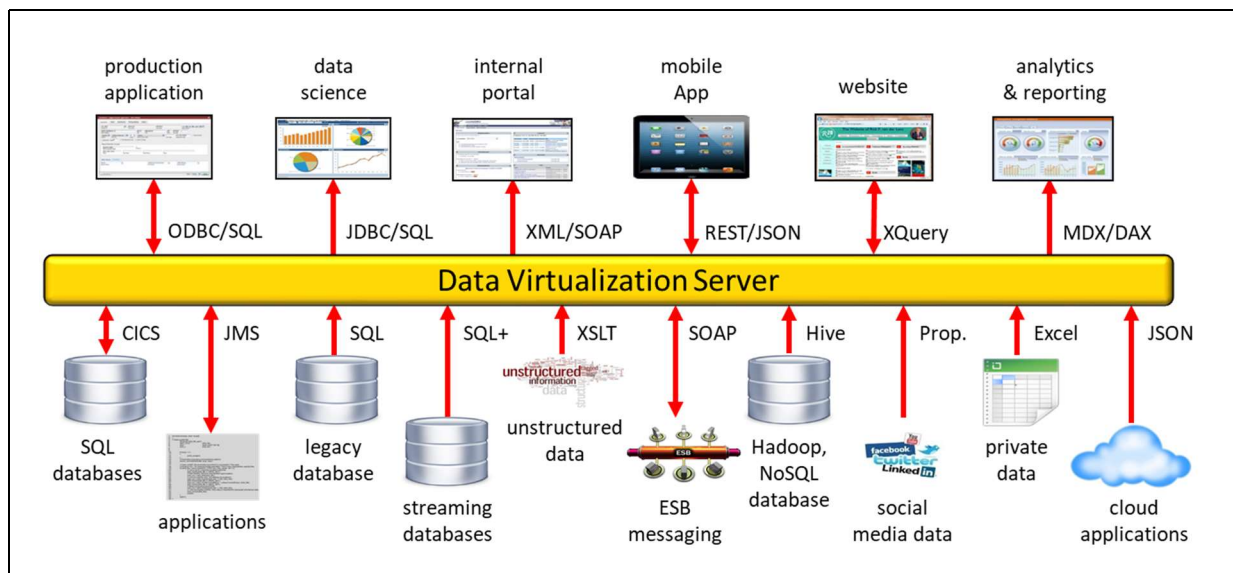 production
application
data
science
internal
portal
mobile
App
website
analytics
& reporting
ODBC/SQL
JDBC/SQL
XML/SOAP
REST/JSON
XQuery
MDX/DAX
Data Virtualization Server
CICS
JMS
SQL
SQL+
XSLT
SOAP
Hive
Prop.
Excel
JSON
unstructured
information
data
ESB
facebook
twitter
Linked in
SQL
databases
applications
legacy
database
streaming
databases
unstructured
data
ESB
messaging
Hadoop,
NoSQL
database
social
media data
private
data
cloud
applications